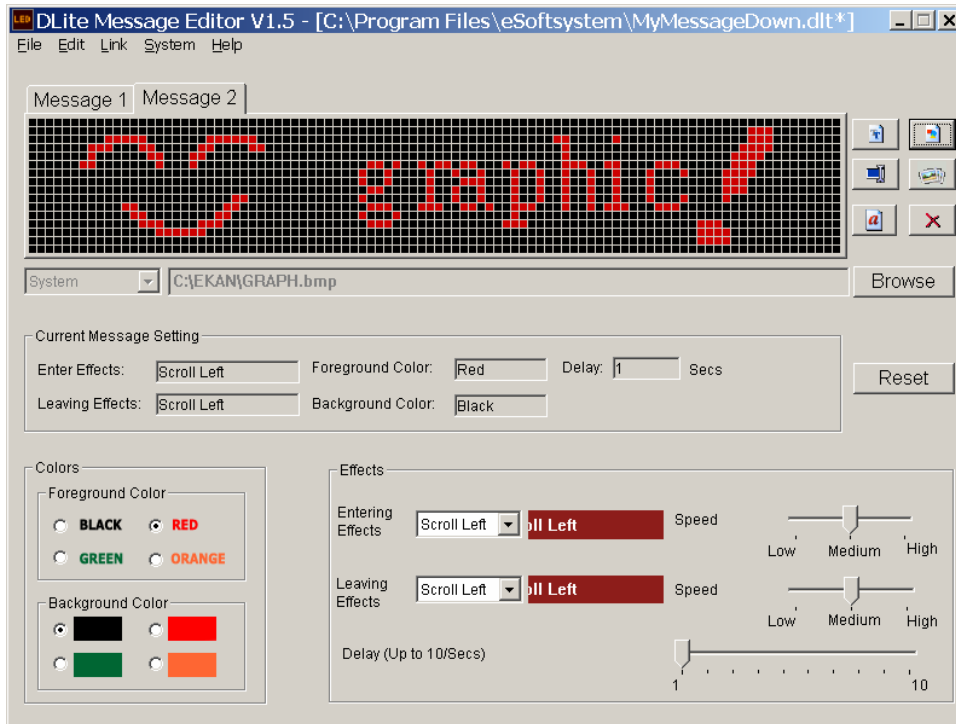 LED DLite Message Editor V1.5 - [C:\Program Files\eSoftsystem\MyMessageDown.dlt*]
File Edit Link System Help
Message 1 Message 2
graphic!
T
a
System C:\EKAN\GRAPH.bmp Browse
Current Message Setting
Enter Effects: Scroll Left Foreground Color: Red Delay: 1 Secs
Reset
Leaving Effects: Scroll Left Background Color: Black
Colors
Foreground Color
BLACK RED
GREEN ORANGE
Background Color
Effects
Entering
Effects
Scroll Left oll Left Speed
Low Medium High
Leaving
Effects
Scroll Left oll Left Speed
Low Medium High
Delay (Up to 10/Secs)
1 10